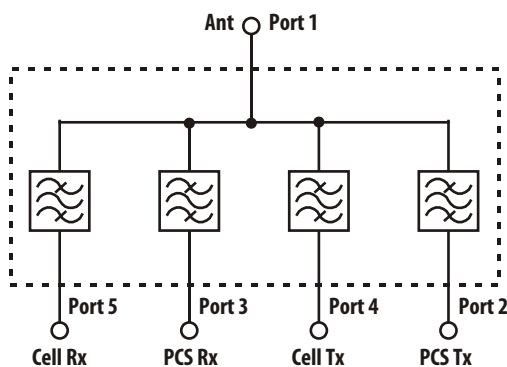 Ant Port 1
Port 5 Port 3 Port 4 Port 2
Cell Rx PCS Rx Cell Tx PCS Tx